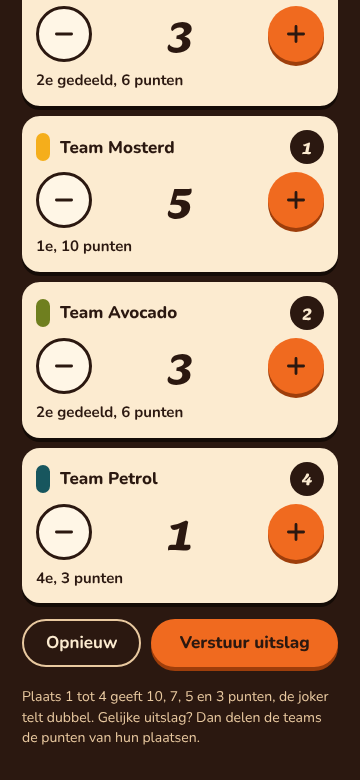 − 3 +
2e gedeeld, 6 punten
Team Mosterd 1
− 5 +
1e, 10 punten
Team Avocado 2
− 3 +
2e gedeeld, 6 punten
Team Petrol 4
− 1 +
4e, 3 punten
Opnieuw Verstuur uitslag
Plaats 1 tot 4 geeft 10, 7, 5 en 3 punten, de joker
telt dubbel. Gelijke uitslag? Dan delen de teams
de punten van hun plaatsen.